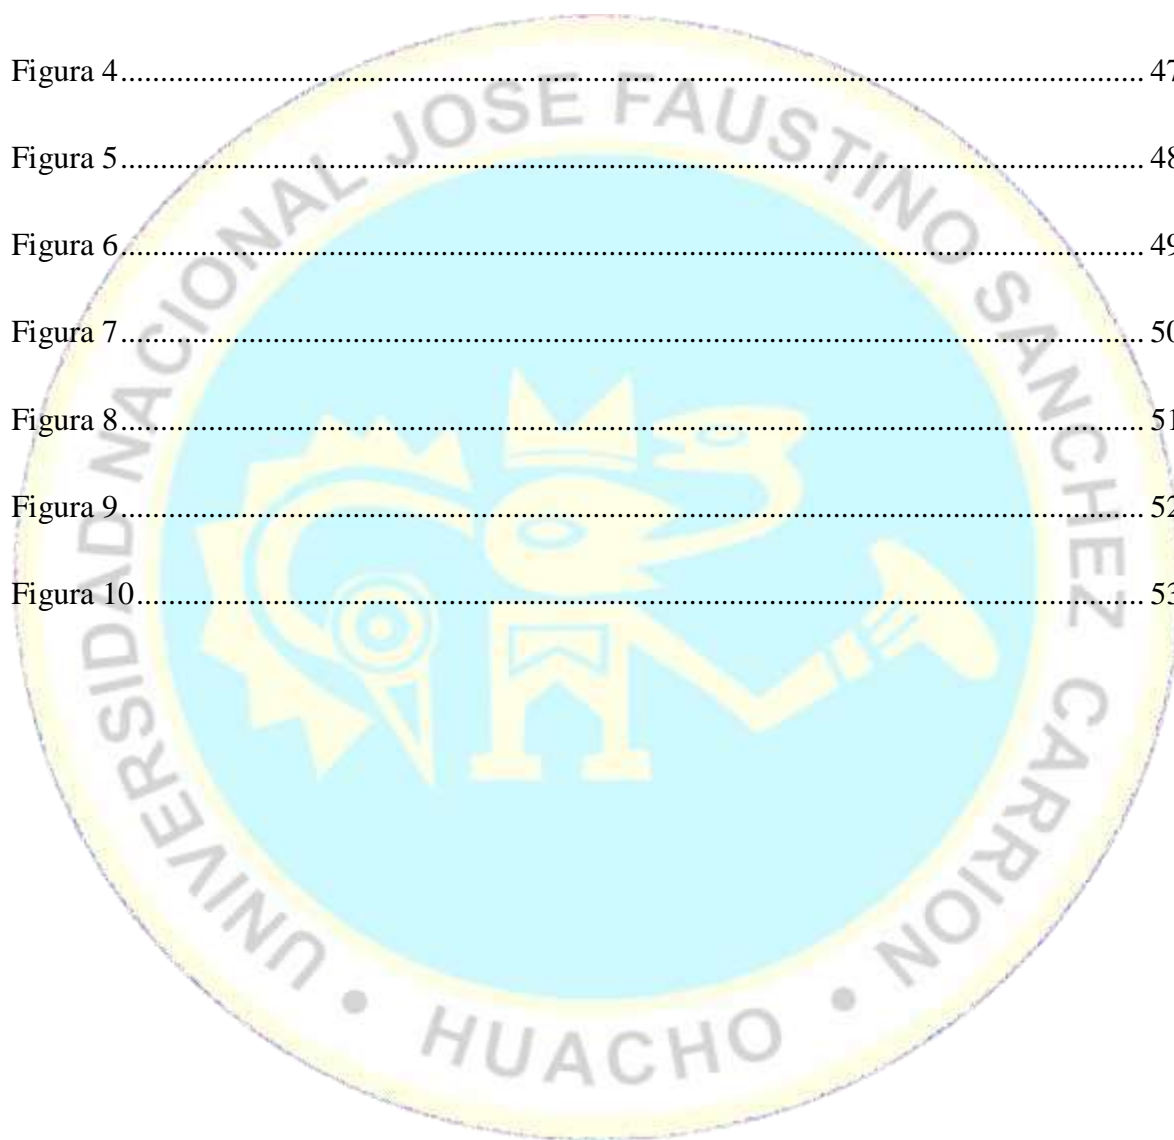 Figura 4 ........................................................ 47
Figura 5 ........................................................ 48
Figura 6 ........................................................ 49
Figura 7 ........................................................ 50
Figura 8 ........................................................ 51
Figura 9 ........................................................ 52
Figura 10 ........................................................ 53
UNIVERSIDAD NACIONAL JOSE FAUSTINO SANCHEZ CARRION
• HUACHO •